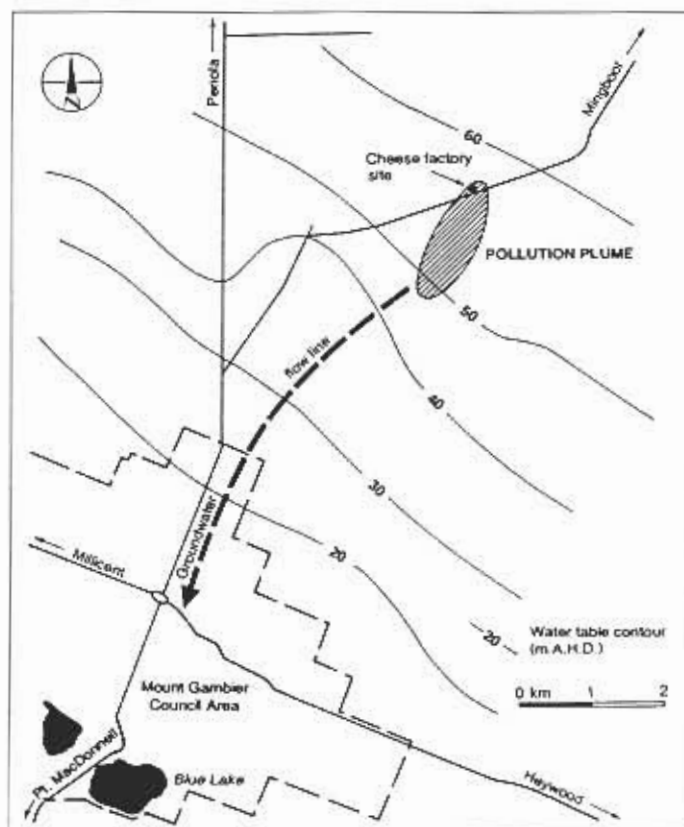 Penola
Mingbool
N
60
Cheese factory
site
POLLUTION PLUME
50
flow line
40
30
Groundwater
20
Millicent
20
Water table contour
(m A.H.D.)
0 km 1 2
Mount Gambier
Council Area
Pt. MacDonnell
Blue Lake
Heywood